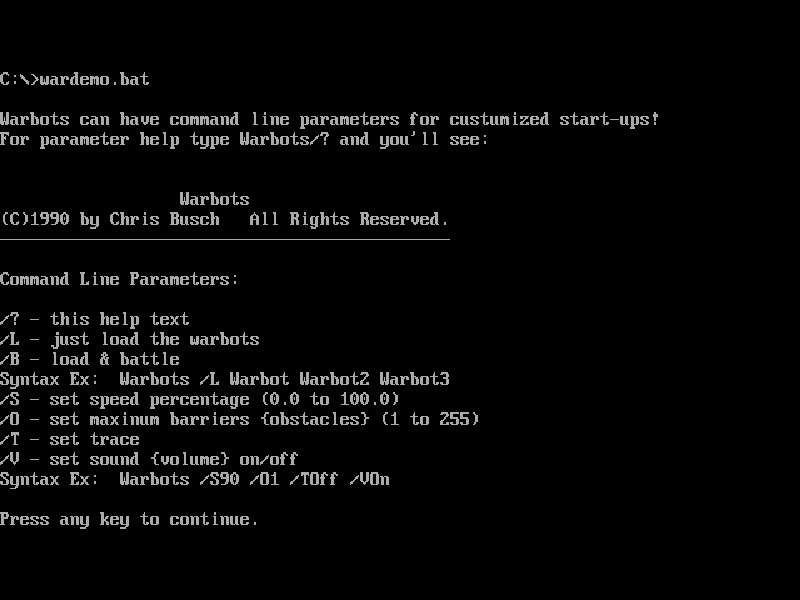 C:\>wardemo.bat
Warbots can have command line parameters for custumized start-ups!
For parameter help type Warbots/? and you'll see:
Warbots
(C)1990 by Chris Busch   All Rights Reserved.
Command Line Parameters:
/? - this help text
/L - just load the warbots
/B - load & battle
Syntax Ex:  Warbots /L Warbot Warbot2 Warbot3
/S - set speed percentage (0.0 to 100.0)
/O - set maxinum barriers {obstacles} (1 to 255)
/T - set trace
/V - set sound {volume} on/off
Syntax Ex:  Warbots /S90 /O1 /TOff /VOn
Press any key to continue.